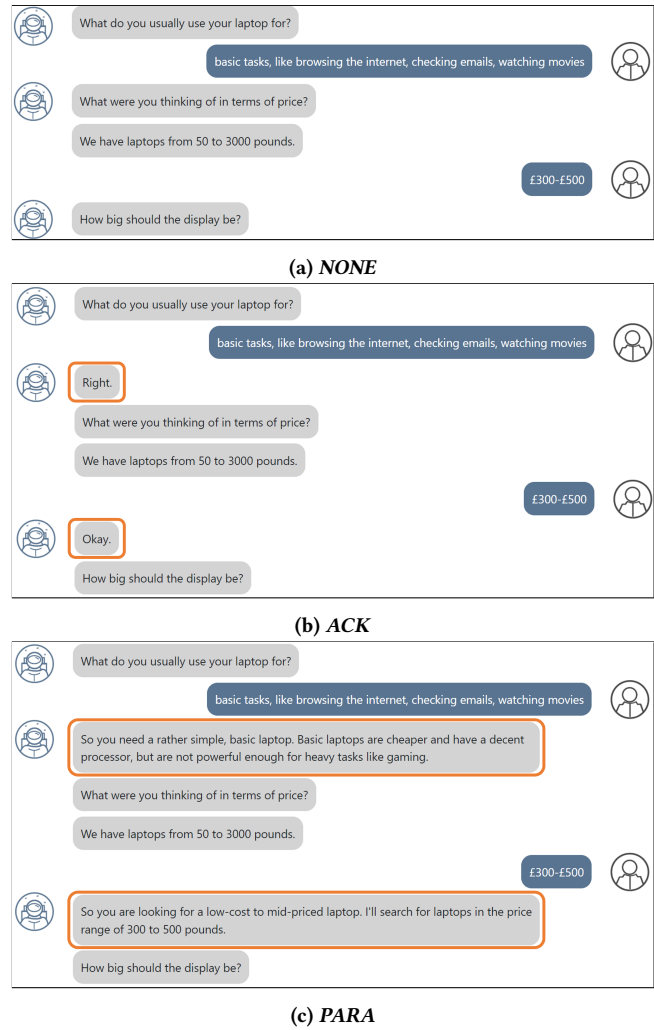 What do you usually use your laptop for?
basic tasks, like browsing the internet, checking emails, watching movies
What were you thinking of in terms of price?
We have laptops from 50 to 3000 pounds.
£300-£500
How big should the display be?
(a) NONE
What do you usually use your laptop for?
basic tasks, like browsing the internet, checking emails, watching movies
Right.
What were you thinking of in terms of price?
We have laptops from 50 to 3000 pounds.
£300-£500
Okay.
How big should the display be?
(b) ACK
What do you usually use your laptop for?
basic tasks, like browsing the internet, checking emails, watching movies
So you need a rather simple, basic laptop. Basic laptops are cheaper and have a decent
processor, but are not powerful enough for heavy tasks like gaming.
What were you thinking of in terms of price?
We have laptops from 50 to 3000 pounds.
£300-£500
So you are looking for a low-cost to mid-priced laptop. I'll search for laptops in the price
range of 300 to 500 pounds.
How big should the display be?
(c) PARA